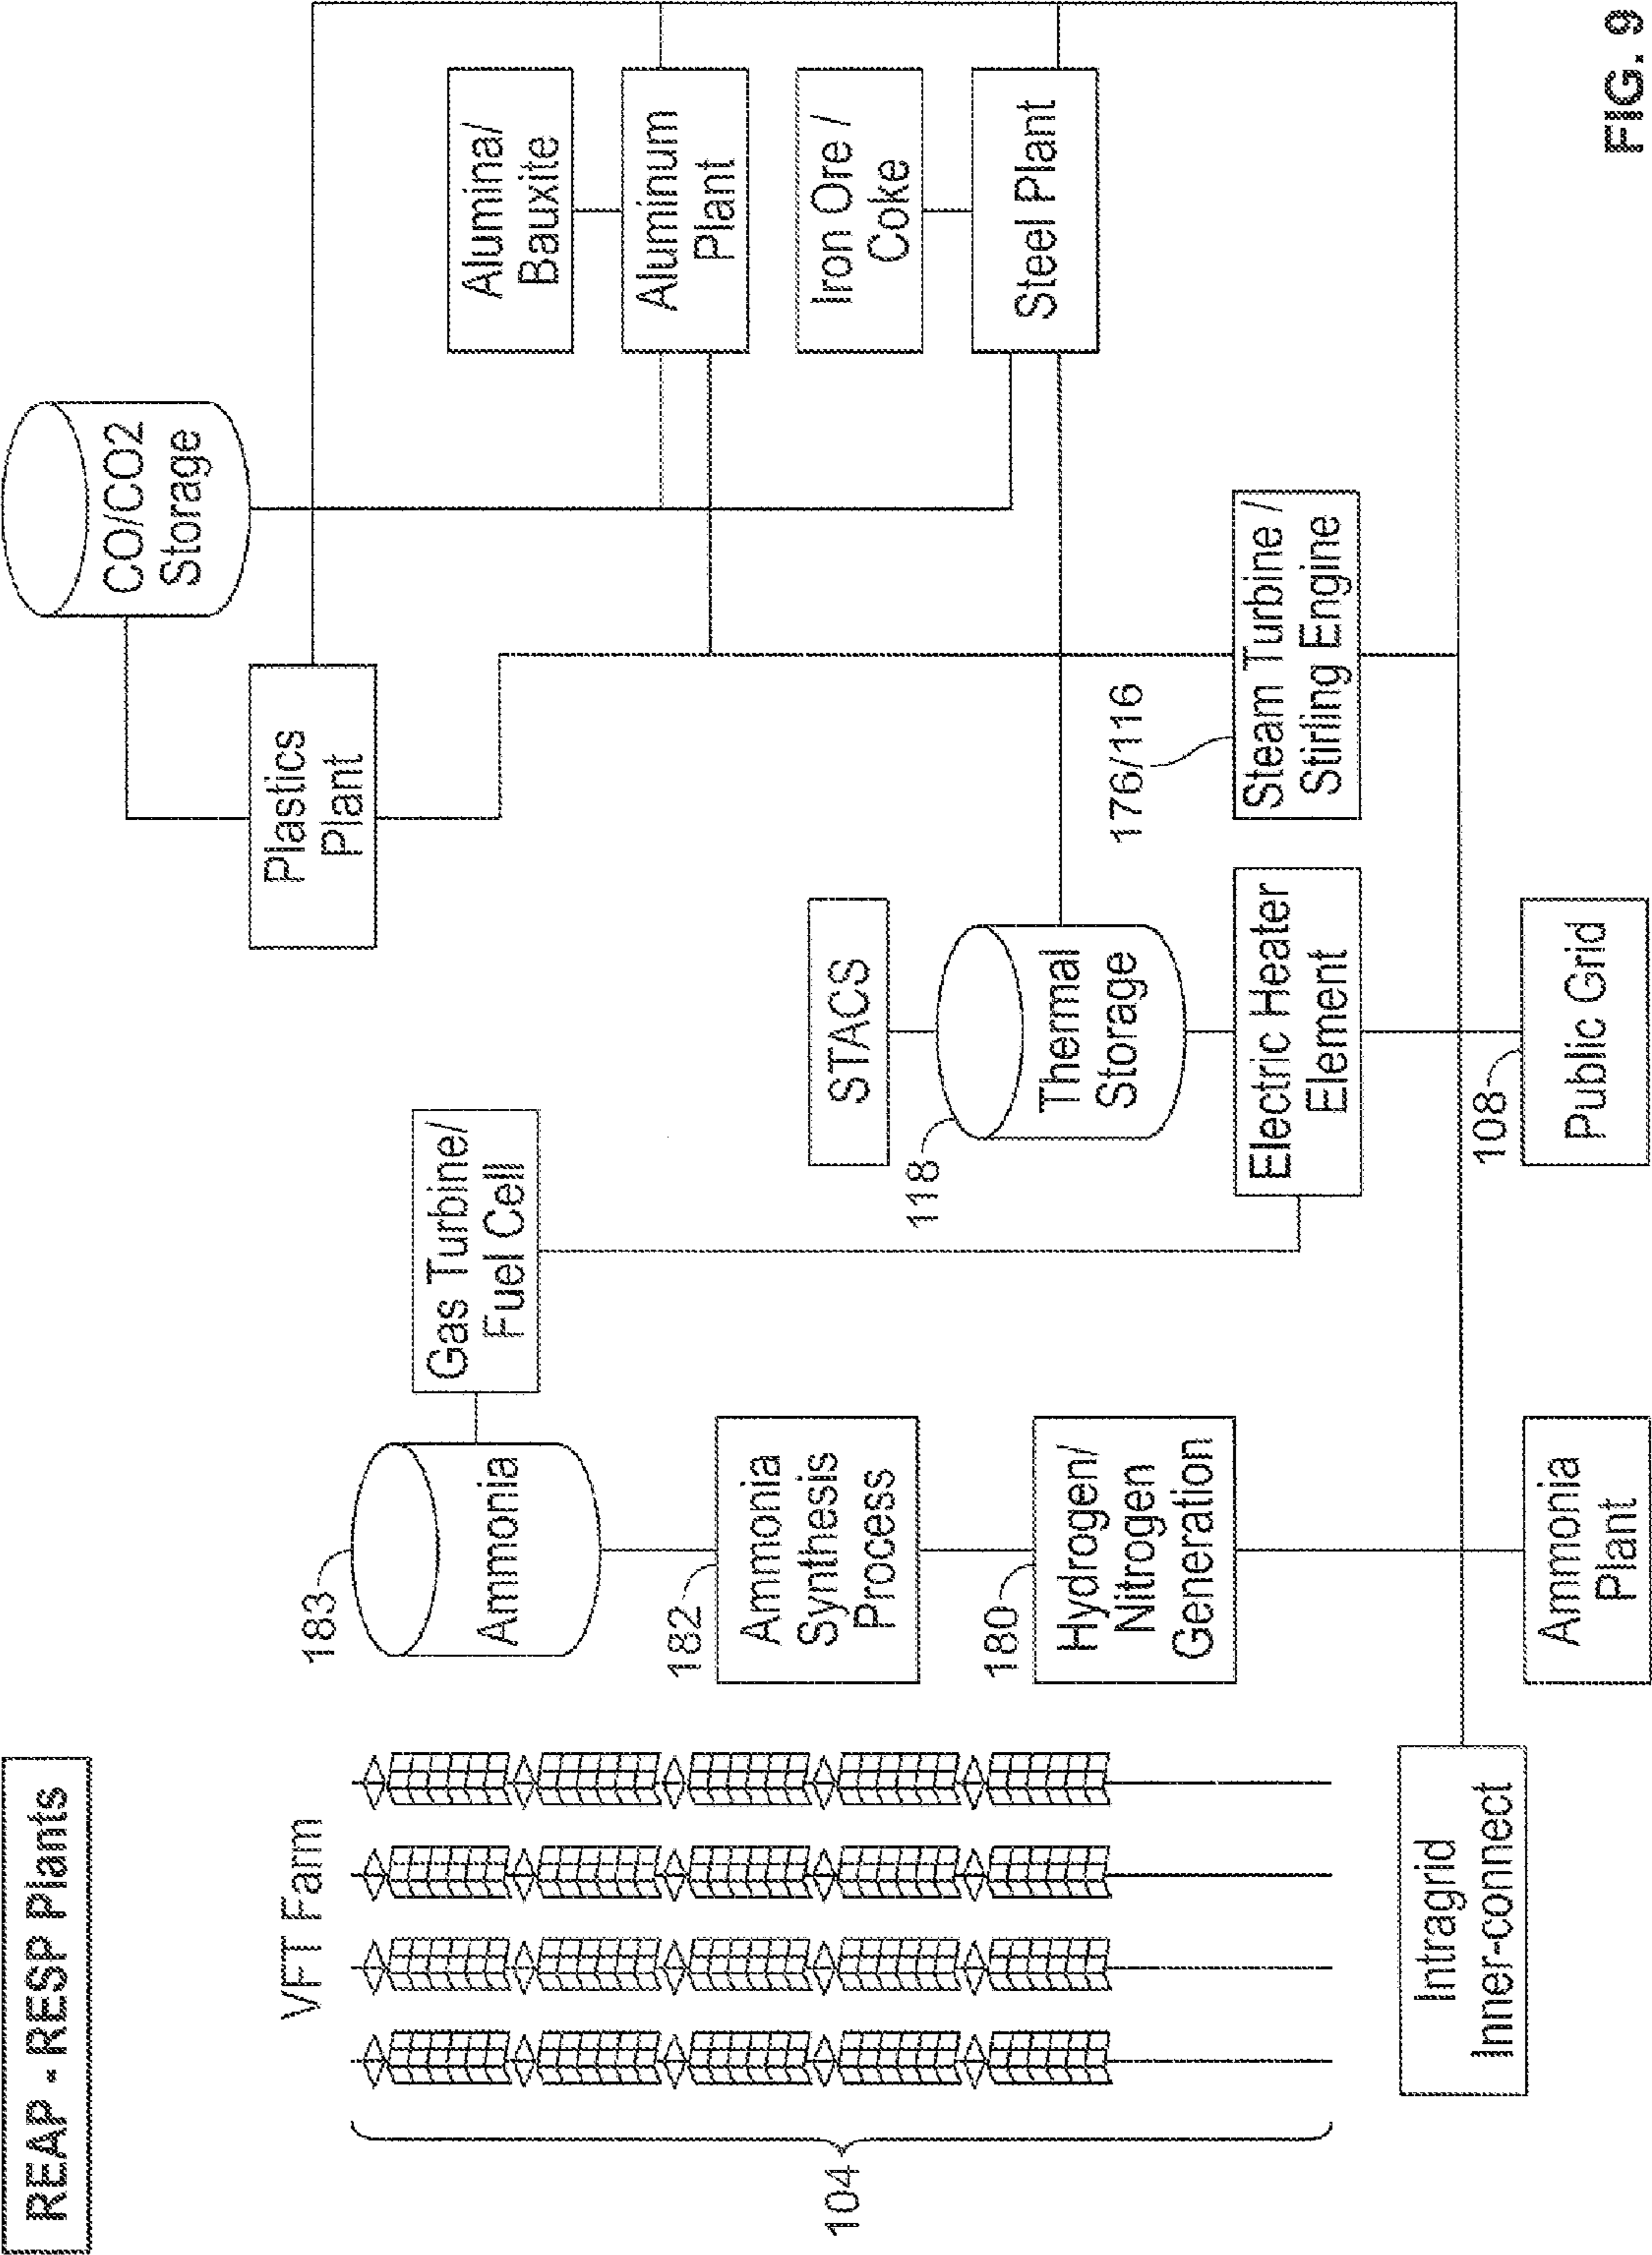 REAP - RESP Plants
VFT Farm
104
Intragrid
Inner-connect
183
Ammonia
182
Ammonia
Synthesis
Process
180
Hydrogen/
Nitrogen
Generation
Ammonia
Plant
Gas Turbine/
Fuel Cell
STACS
118
Thermal
Storage
Electric Heater
Element
108
Public Grid
Plastics
Plant
CO/CO2
Storage
176/116
Steam Turbine /
Stirling Engine
Alumina/
Bauxite
Aluminum
Plant
Iron Ore /
Coke
Steel Plant
FIG. 9